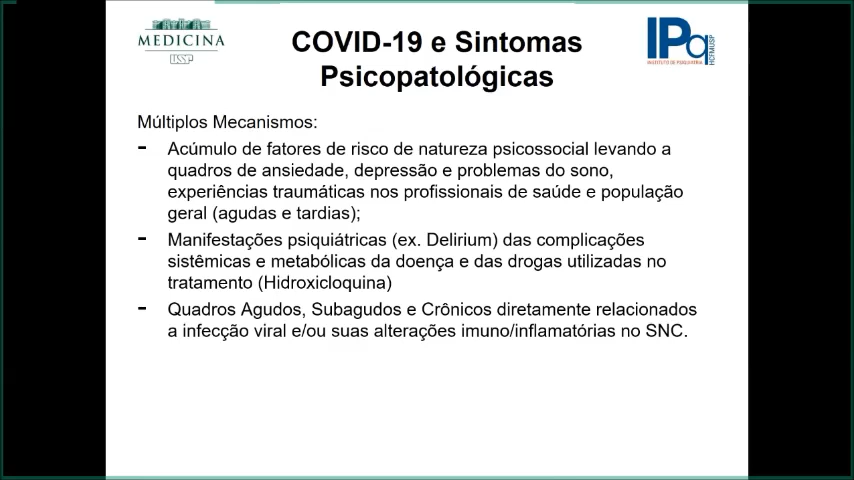 MEDICINA
USP
COVID-19 e Sintomas
Psicopatológicas
IPq
INSTITUTO DE PSIQUIATRIA
HCFMUSP
Múltiplos Mecanismos:
- Acúmulo de fatores de risco de natureza psicossocial levando a
quadros de ansiedade, depressão e problemas do sono,
experiências traumáticas nos profissionais de saúde e população
geral (agudas e tardias);
- Manifestações psiquiátricas (ex. Delirium) das complicações
sistêmicas e metabólicas da doença e das drogas utilizadas no
tratamento (Hidroxicloquina)
- Quadros Agudos, Subagudos e Crônicos diretamente relacionados
a infecção viral e/ou suas alterações imuno/inflamatórias no SNC.